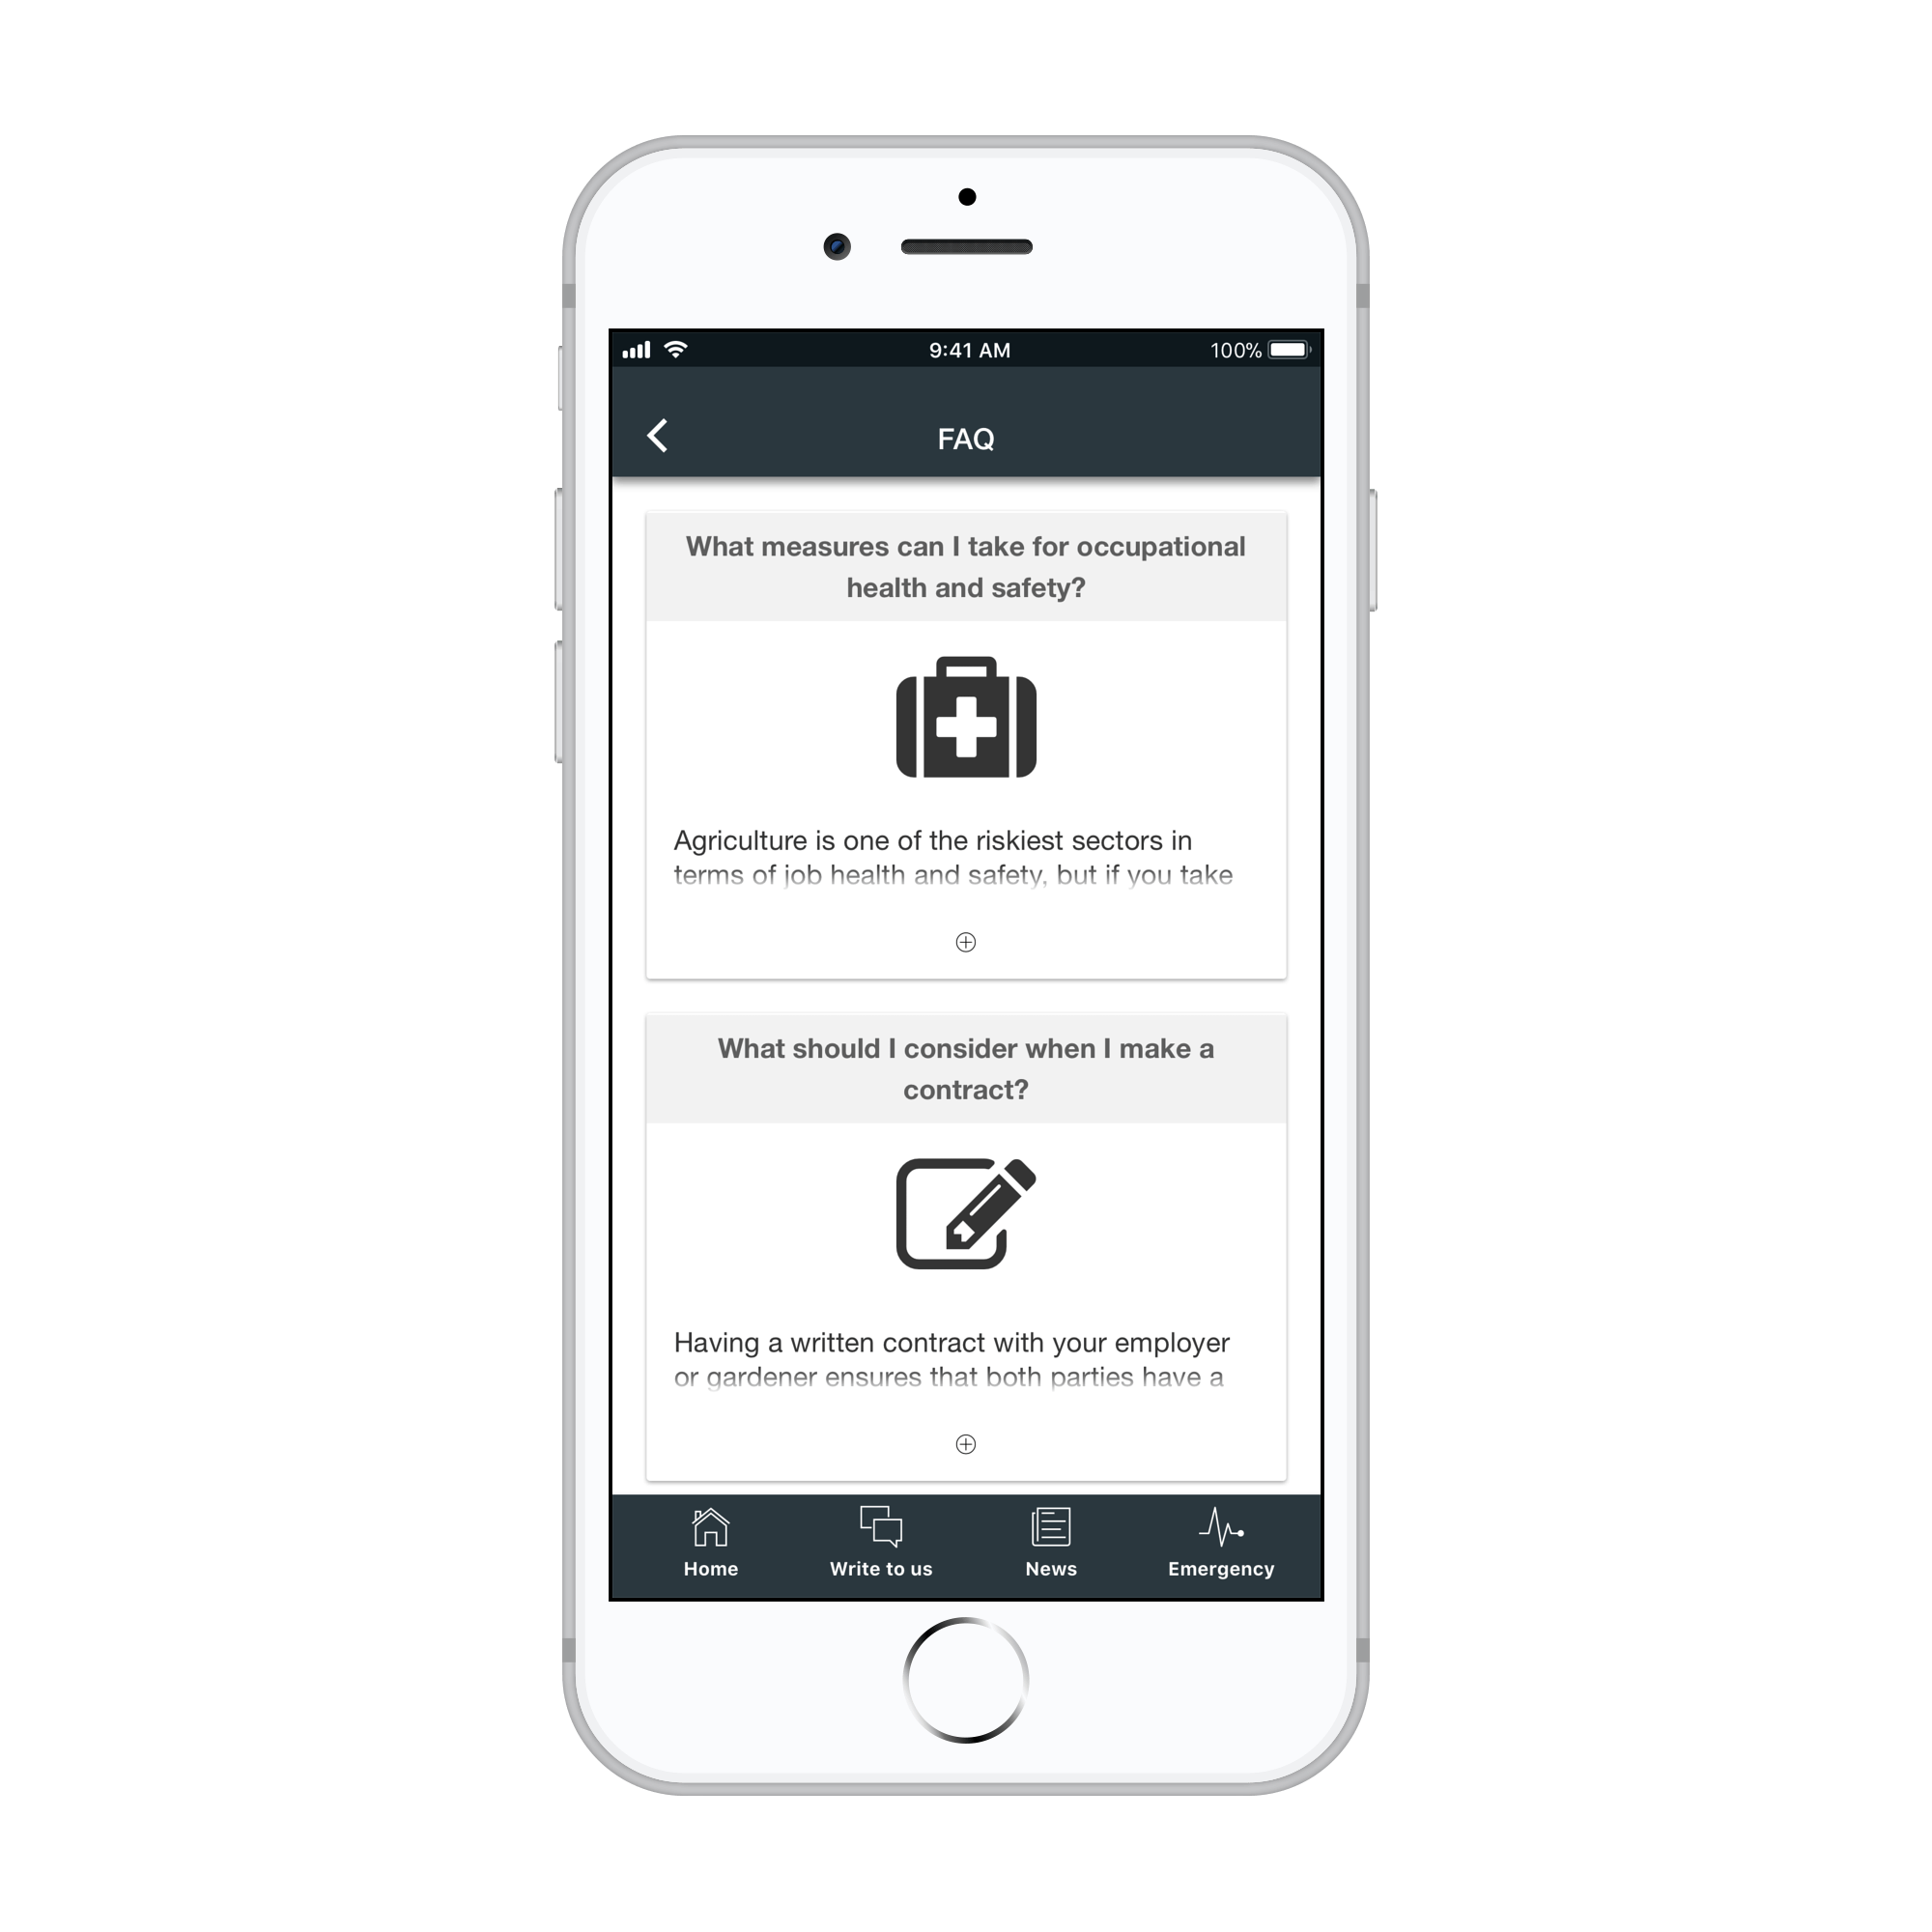 9:41 AM 100%
FAQ
What measures can I take for occupational
health and safety?
Agriculture is one of the riskiest sectors in
terms of job health and safety, but if you take
What should I consider when I make a
contract?
Having a written contract with your employer
or gardener ensures that both parties have a
Home Write to us News Emergency